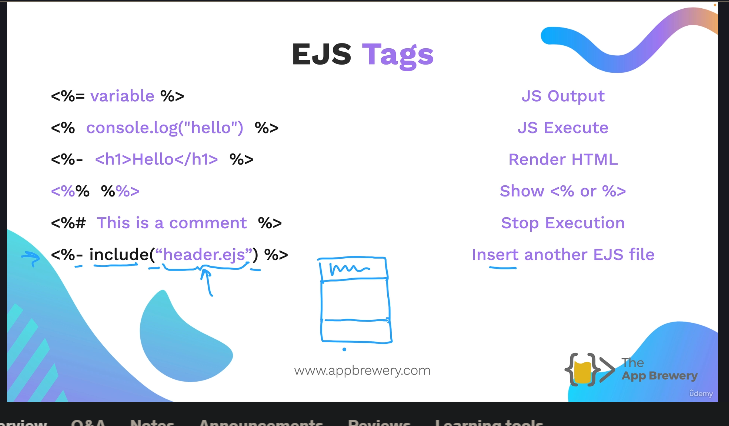 EJS Tags
<%= variable %> JS Output
<% console.log("hello") %> JS Execute
<%- <h1>Hello</h1> %> Render HTML
<%% %%> Show <% or %>
<%# This is a comment %> Stop Execution
<%- include(“header.ejs”) %> Insert another EJS file
www.appbrewery.com
The
App Brewery
ûdemy
erview Q&A Notes Announcements Reviews Learning tools